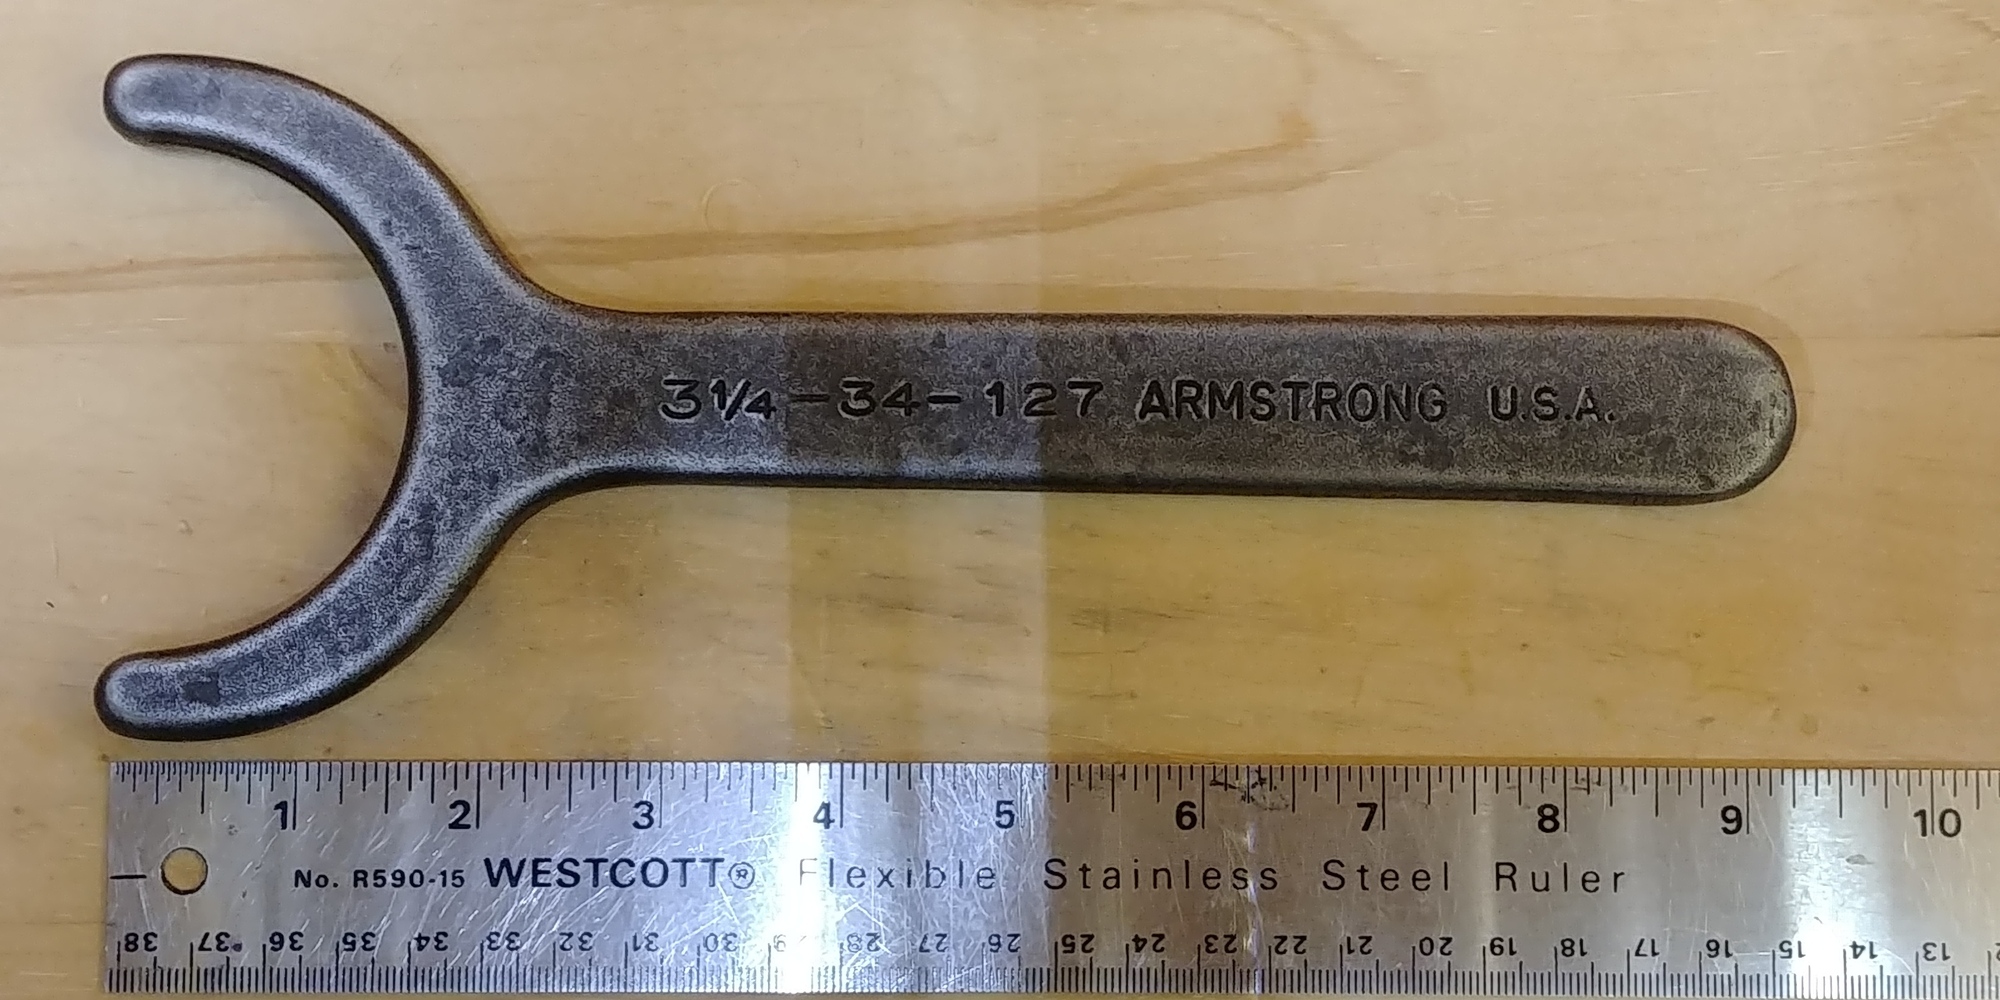 3¼-34-127 ARMSTRONG U.S.A.
1 2 3 4 5 6 7 8 9 10
No. R590-15 WESTCOTT® Flexible Stainless Steel Ruler
38 37 36 35 34 33 32 31 30 29 28 27 26 25 24 23 22 21 20 19 18 17 16 15 14 13